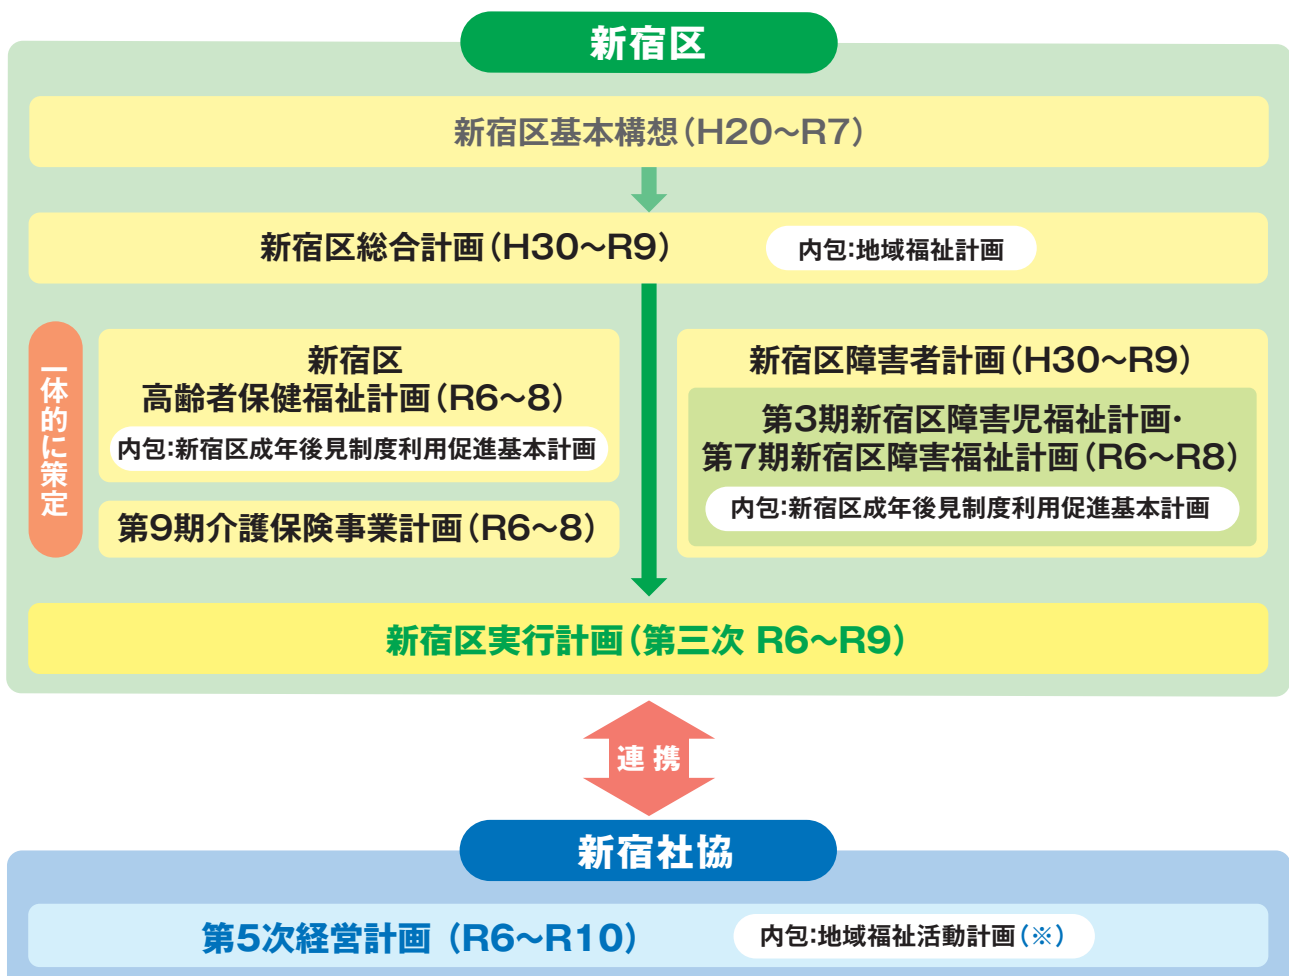 新宿区
新宿区基本構想(H20～R7)
新宿区総合計画(H30～R9)
内包:地域福祉計画
一体的に策定
新宿区
高齢者保健福祉計画(R6～8)
内包:新宿区成年後見制度利用促進基本計画
第9期介護保険事業計画(R6～8)
新宿区障害者計画(H30～R9)
第3期新宿区障害児福祉計画・
第7期新宿区障害福祉計画(R6～R8)
内包:新宿区成年後見制度利用促進基本計画
新宿区実行計画(第三次 R6～R9)
連携
新宿社協
第5次経営計画 (R6～R10)
内包:地域福祉活動計画(※)